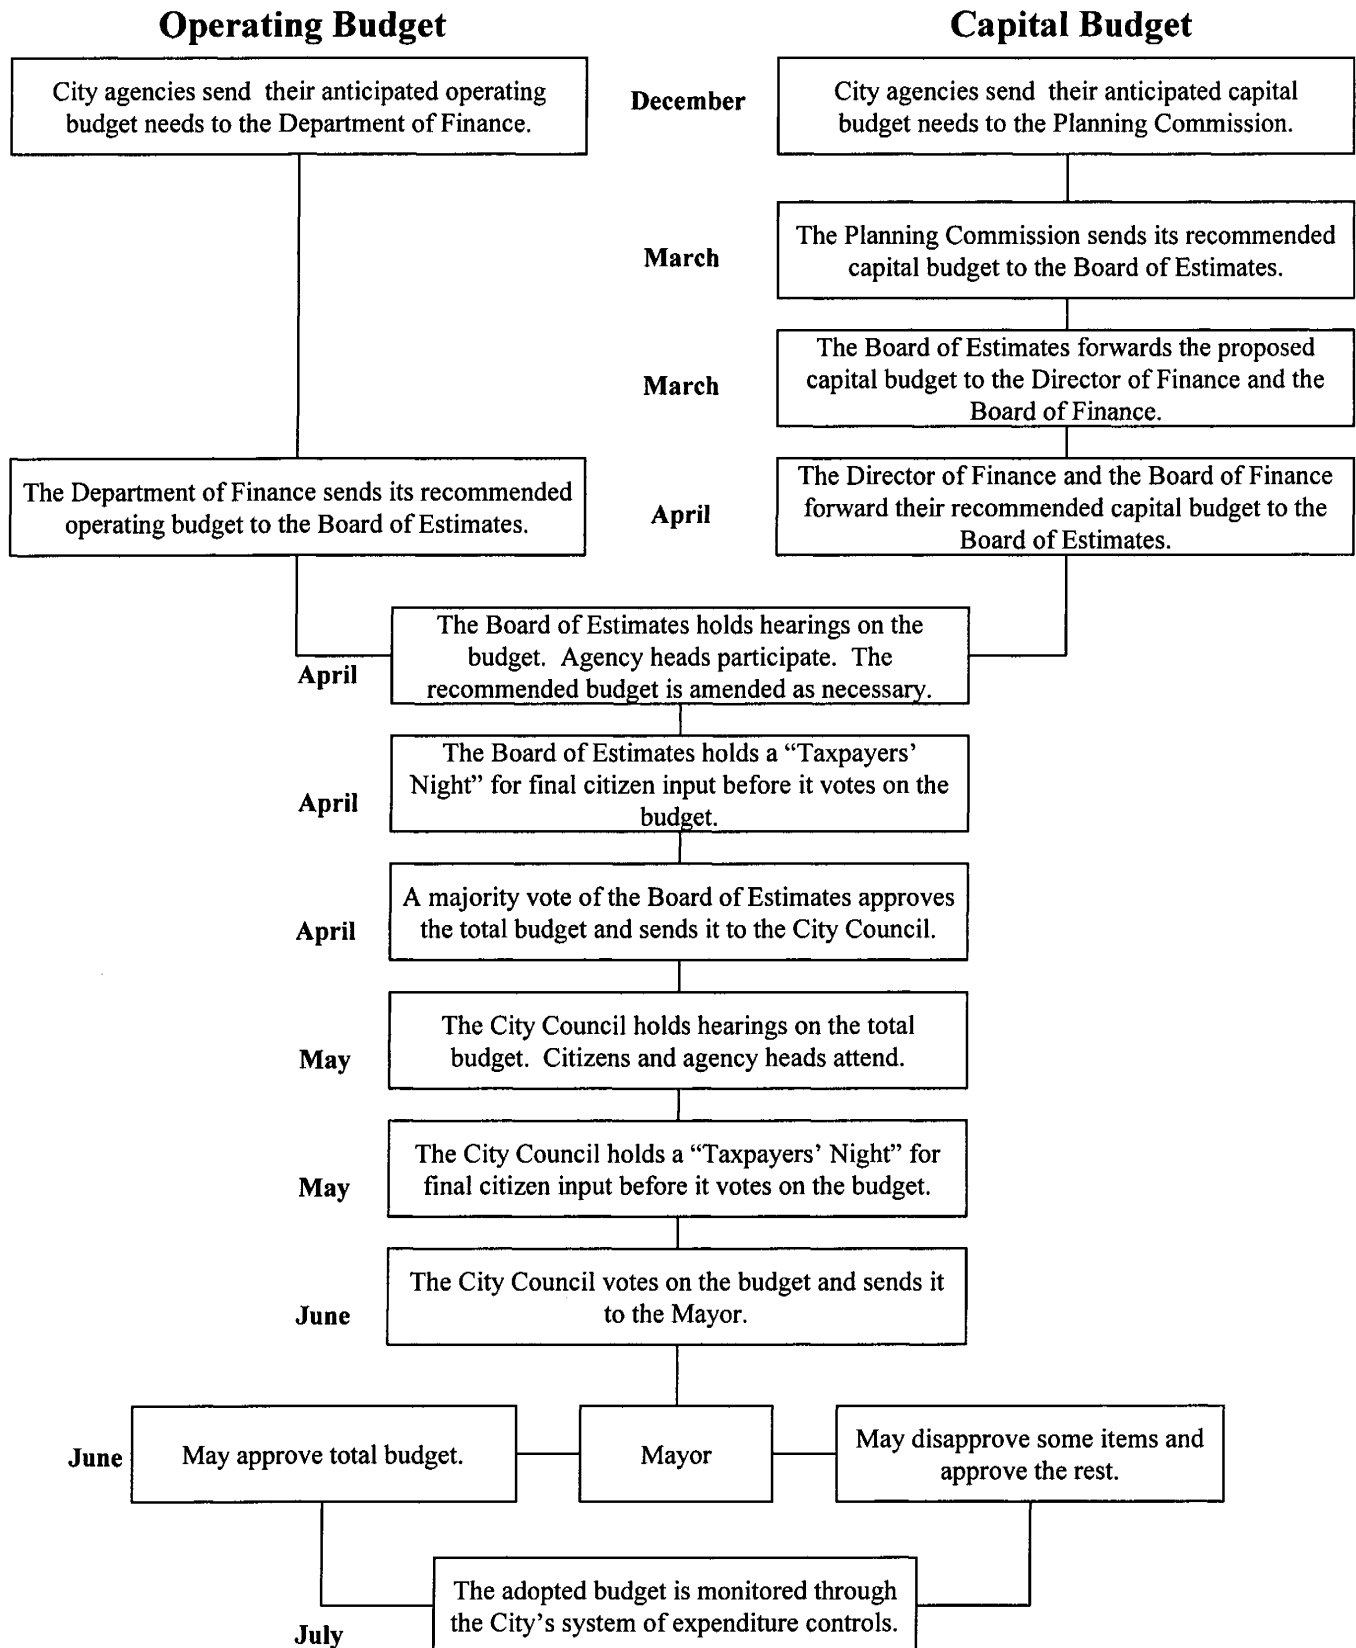 Operating Budget
Capital Budget
City agencies send their anticipated operating
budget needs to the Department of Finance.
December
City agencies send their anticipated capital
budget needs to the Planning Commission.
March
The Planning Commission sends its recommended
capital budget to the Board of Estimates.
March
The Board of Estimates forwards the proposed
capital budget to the Director of Finance and the
Board of Finance.
The Department of Finance sends its recommended
operating budget to the Board of Estimates.
April
The Director of Finance and the Board of Finance
forward their recommended capital budget to the
Board of Estimates.
April
The Board of Estimates holds hearings on the
budget. Agency heads participate. The
recommended budget is amended as necessary.
April
The Board of Estimates holds a “Taxpayers’
Night” for final citizen input before it votes on the
budget.
April
A majority vote of the Board of Estimates approves
the total budget and sends it to the City Council.
May
The City Council holds hearings on the total
budget. Citizens and agency heads attend.
May
The City Council holds a “Taxpayers’ Night” for
final citizen input before it votes on the budget.
June
The City Council votes on the budget and sends it
to the Mayor.
June
May approve total budget.
Mayor
May disapprove some items and
approve the rest.
July
The adopted budget is monitored through
the City’s system of expenditure controls.